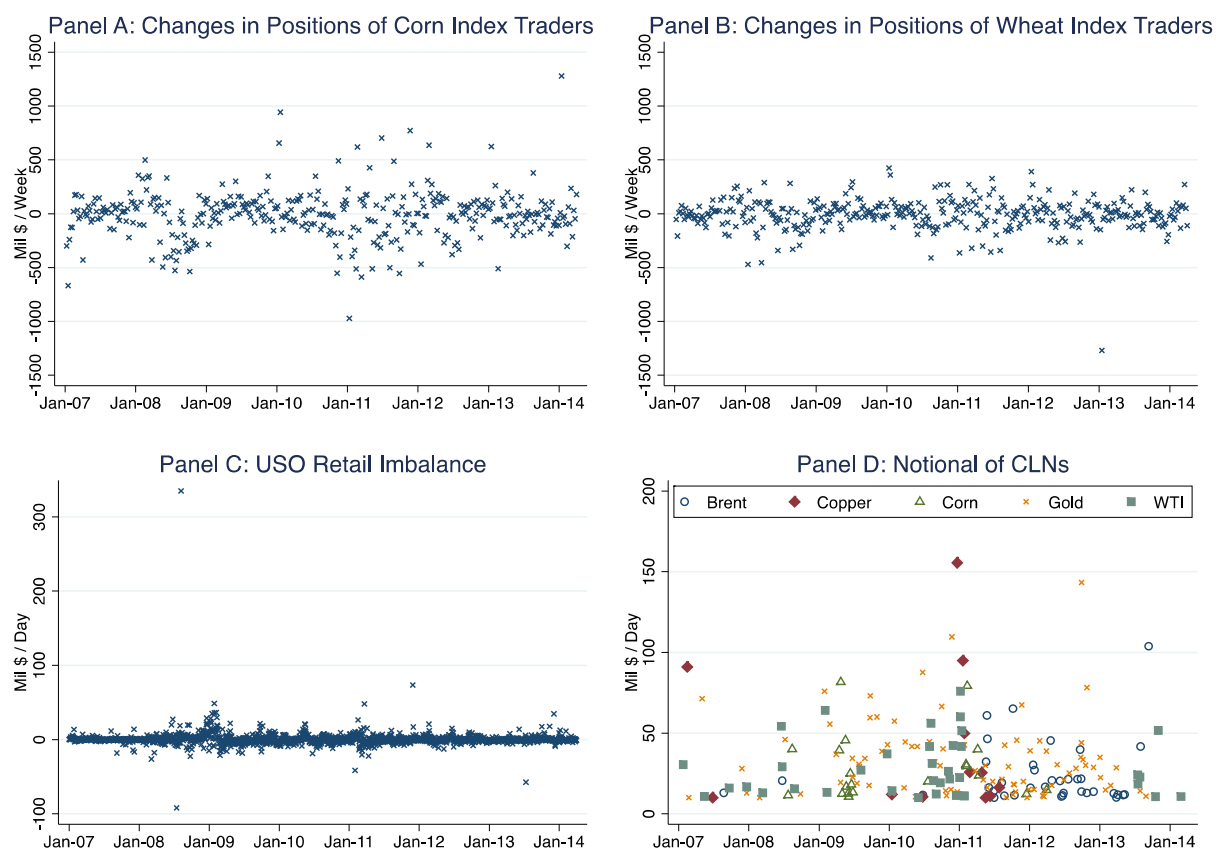 Panel A: Changes in Positions of Corn Index Traders
Mil $ / Week
1500
1000
500
0
-500
-1000
-1500
Jan-07 Jan-08 Jan-09 Jan-10 Jan-11 Jan-12 Jan-13 Jan-14
Panel B: Changes in Positions of Wheat Index Traders
Mil $ / Week
1500
1000
500
0
-500
-1000
-1500
Jan-07 Jan-08 Jan-09 Jan-10 Jan-11 Jan-12 Jan-13 Jan-14
Panel C: USO Retail Imbalance
Mil $ / Day
300
200
100
0
-100
Jan-07 Jan-08 Jan-09 Jan-10 Jan-11 Jan-12 Jan-13 Jan-14
Panel D: Notional of CLNs
Brent Copper Corn Gold WTI
Mil $ / Day
200
150
100
50
0
Jan-07 Jan-08 Jan-09 Jan-10 Jan-11 Jan-12 Jan-13 Jan-14